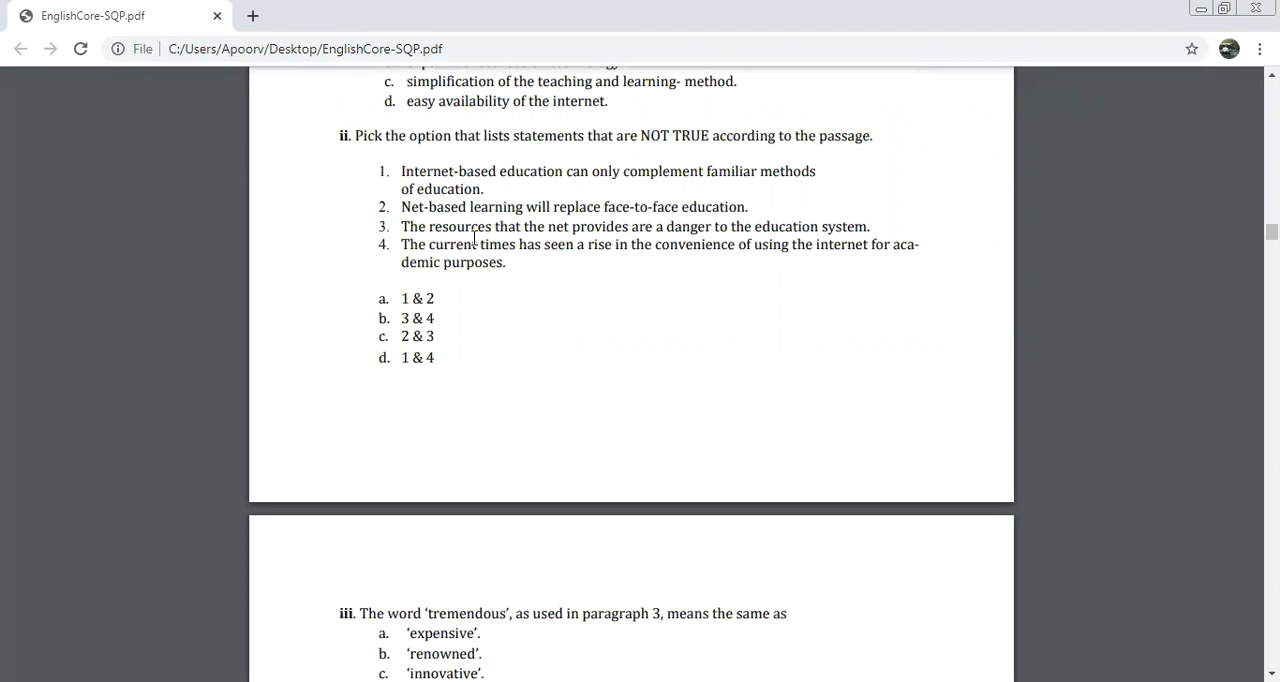 EnglishCore-SQP.pdf
File
C:/Users/Apoorv/Desktop/EnglishCore-SQP.pdf
c. simplification of the teaching and learning- method.
d. easy availability of the internet.
ii. Pick the option that lists statements that are NOT TRUE according to the passage.
1. Internet-based education can only complement familiar methods
of education.
2. Net-based learning will replace face-to-face education.
3. The resources that the net provides are a danger to the education system.
4. The current times has seen a rise in the convenience of using the internet for aca-
demic purposes.
a. 1 & 2
b. 3 & 4
c. 2 & 3
d. 1 & 4
iii. The word ‘tremendous’, as used in paragraph 3, means the same as
a. ‘expensive’.
b. ‘renowned’.
c. ‘innovative’.